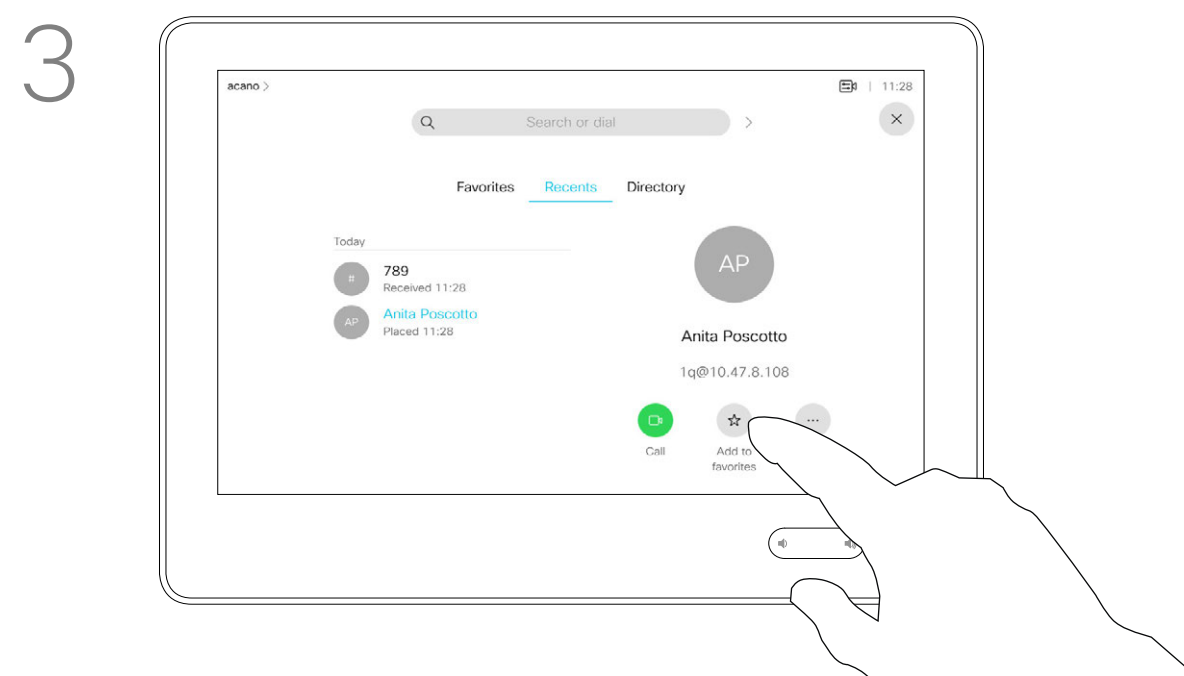 3
acano >
11:28
Search or dial
Favorites Recents Directory
Today
#
789
Received 11:28
AP
Anita Poscotto
Placed 11:28
AP
Anita Poscotto
1q@10.47.8.108
...
Call
Add to
favorites